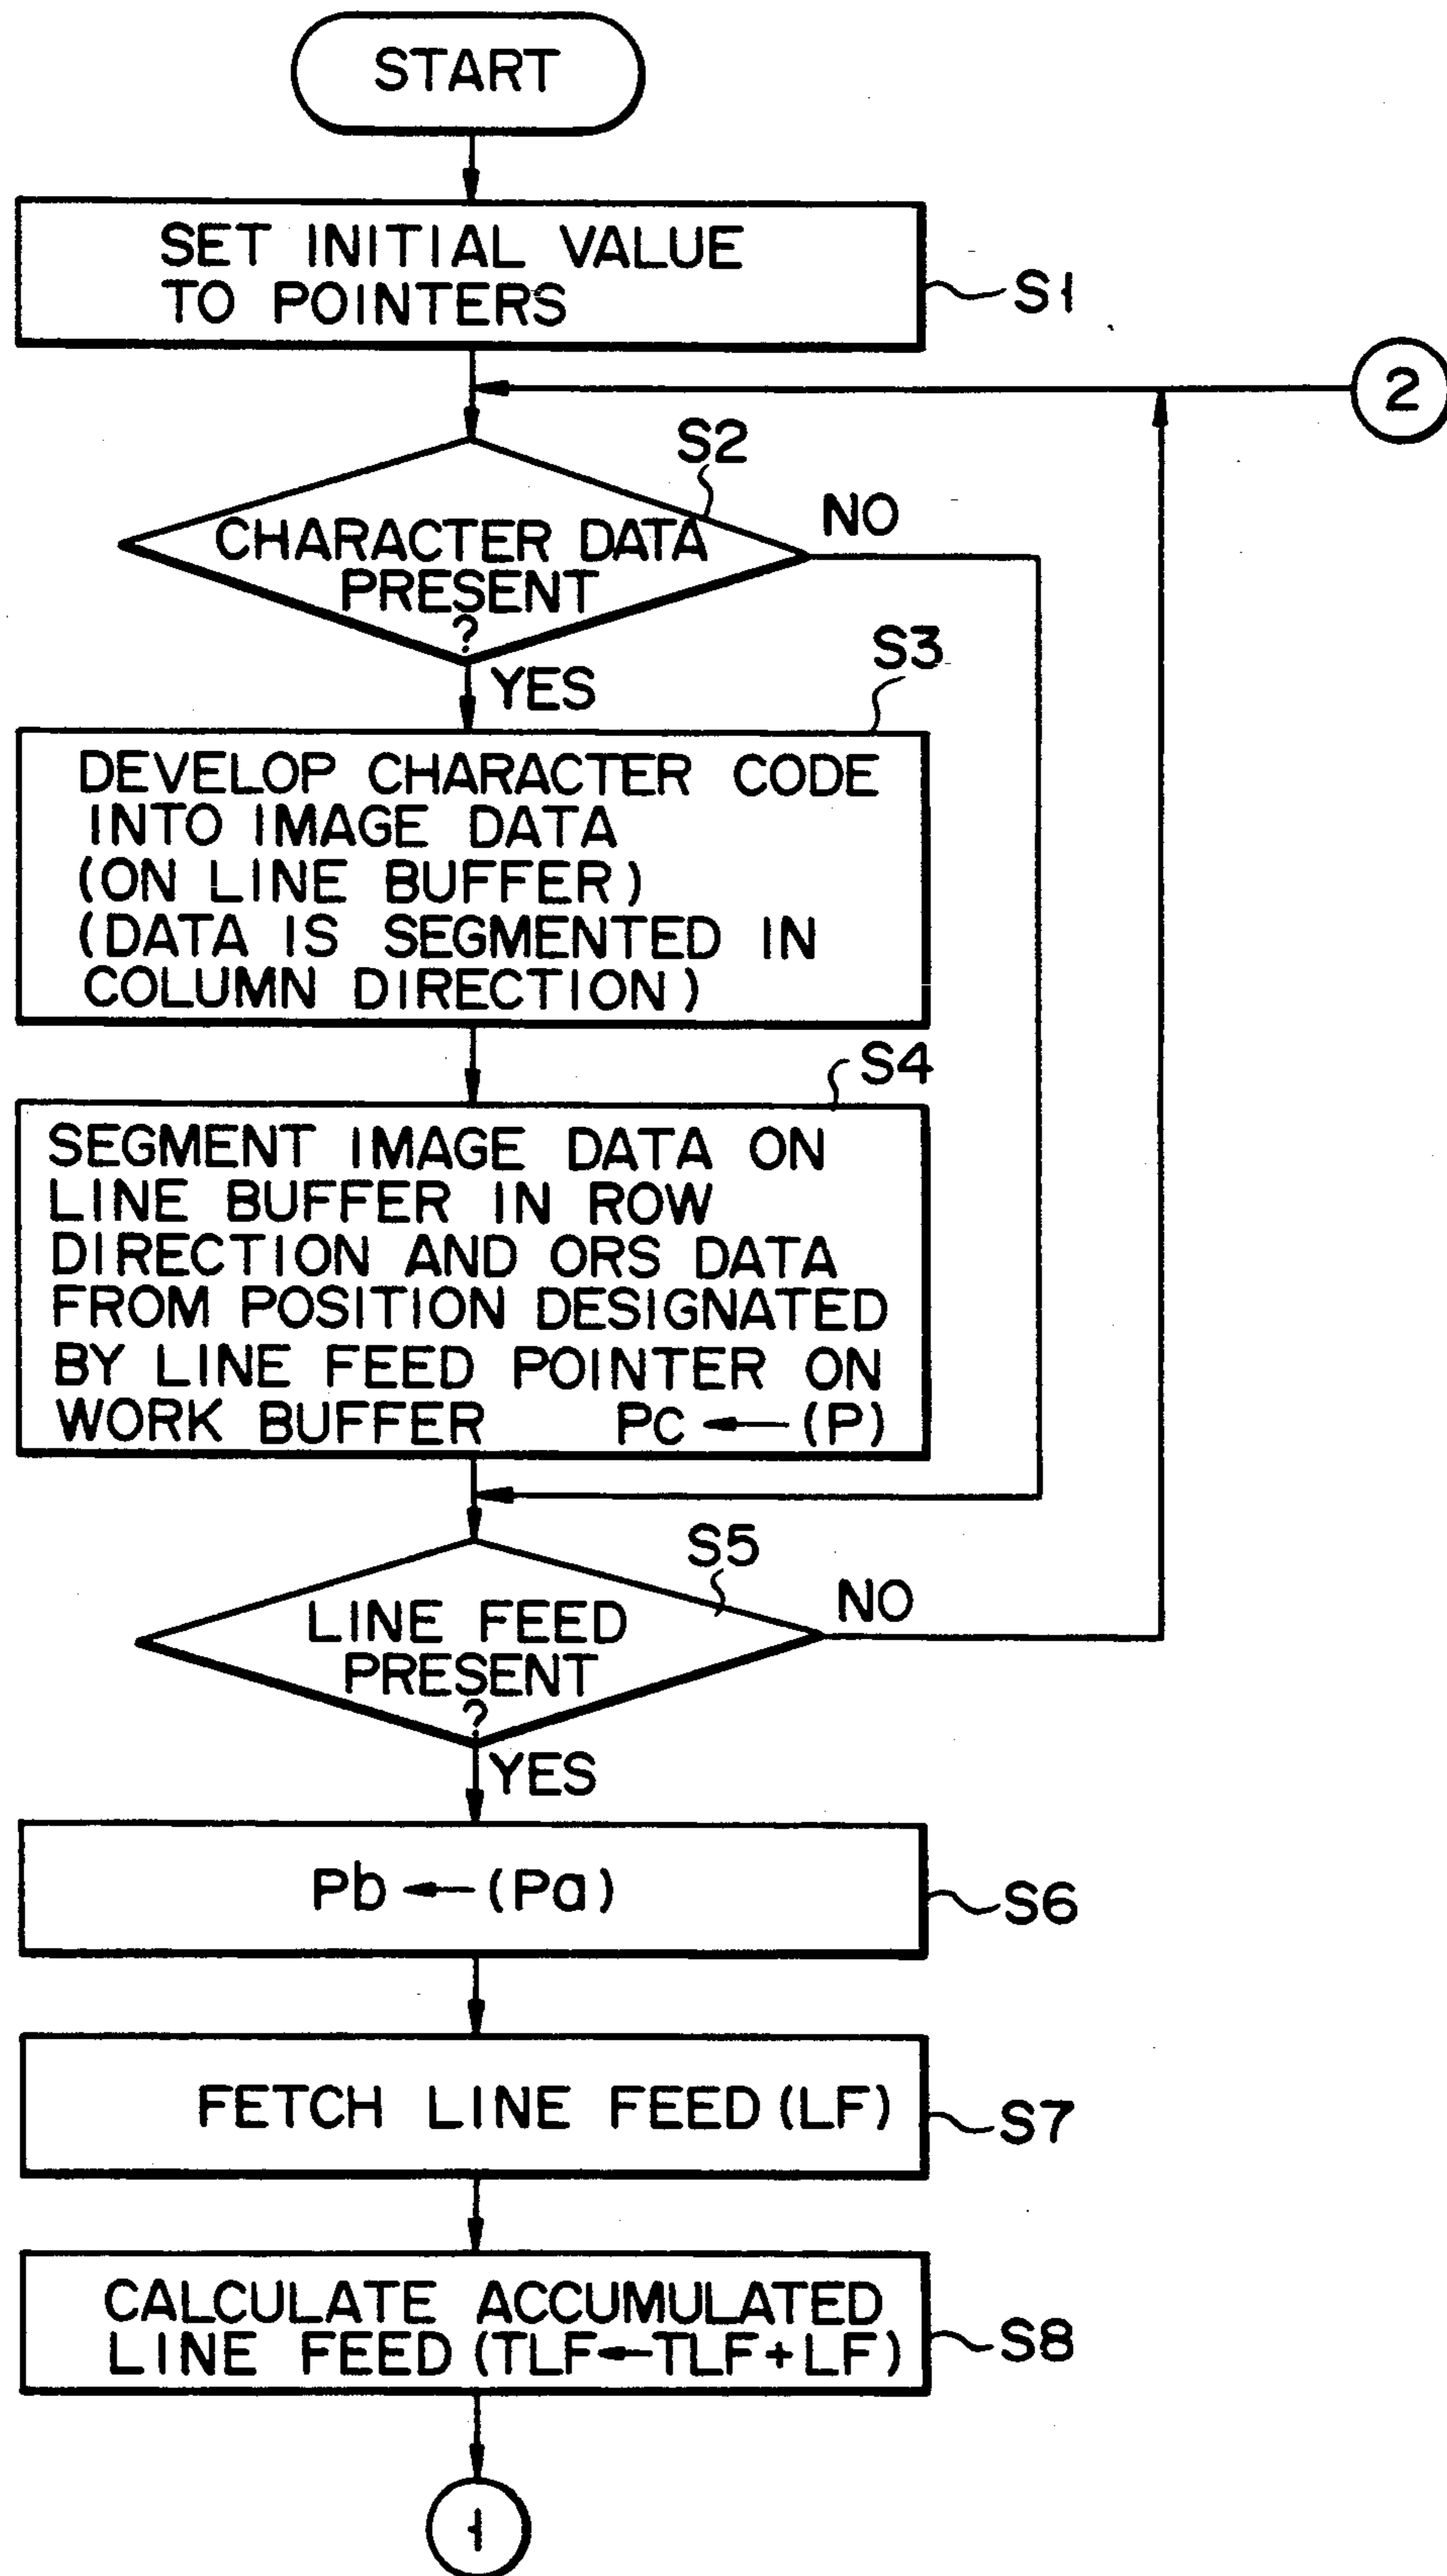 START
SET INITIAL VALUE
TO POINTERS
S1
2
S2
NO
CHARACTER DATA
PRESENT
?
YES
S3
DEVELOP CHARACTER CODE
INTO IMAGE DATA
(ON LINE BUFFER)
(DATA IS SEGMENTED IN
COLUMN DIRECTION)
S4
SEGMENT IMAGE DATA ON
LINE BUFFER IN ROW
DIRECTION AND ORS DATA
FROM POSITION DESIGNATED
BY LINE FEED POINTER ON
WORK BUFFER Pc ← (P)
S5
NO
LINE FEED
PRESENT
?
YES
Pb ← (Pa)
S6
FETCH LINE FEED (LF)
S7
CALCULATE ACCUMULATED
LINE FEED (TLF←TLF+LF)
S8
1